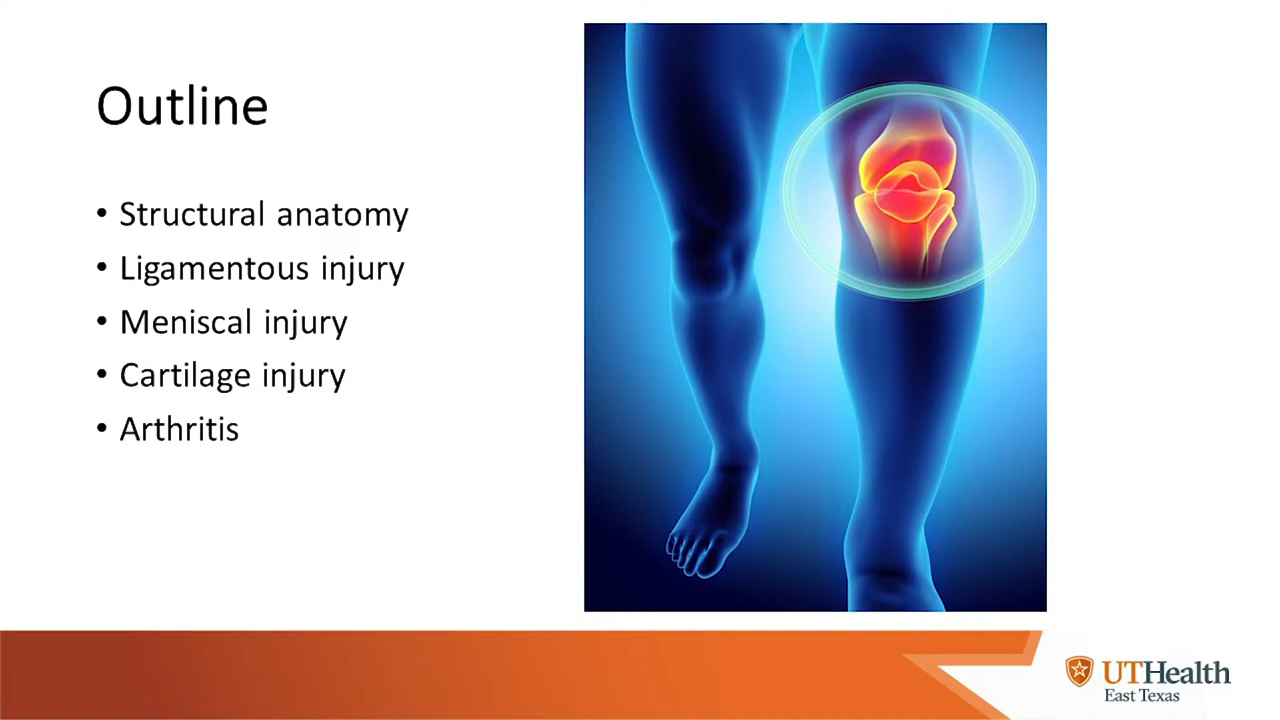 Outline
• Structural anatomy
• Ligamentous injury
• Meniscal injury
• Cartilage injury
• Arthritis
UTHealth
East Texas